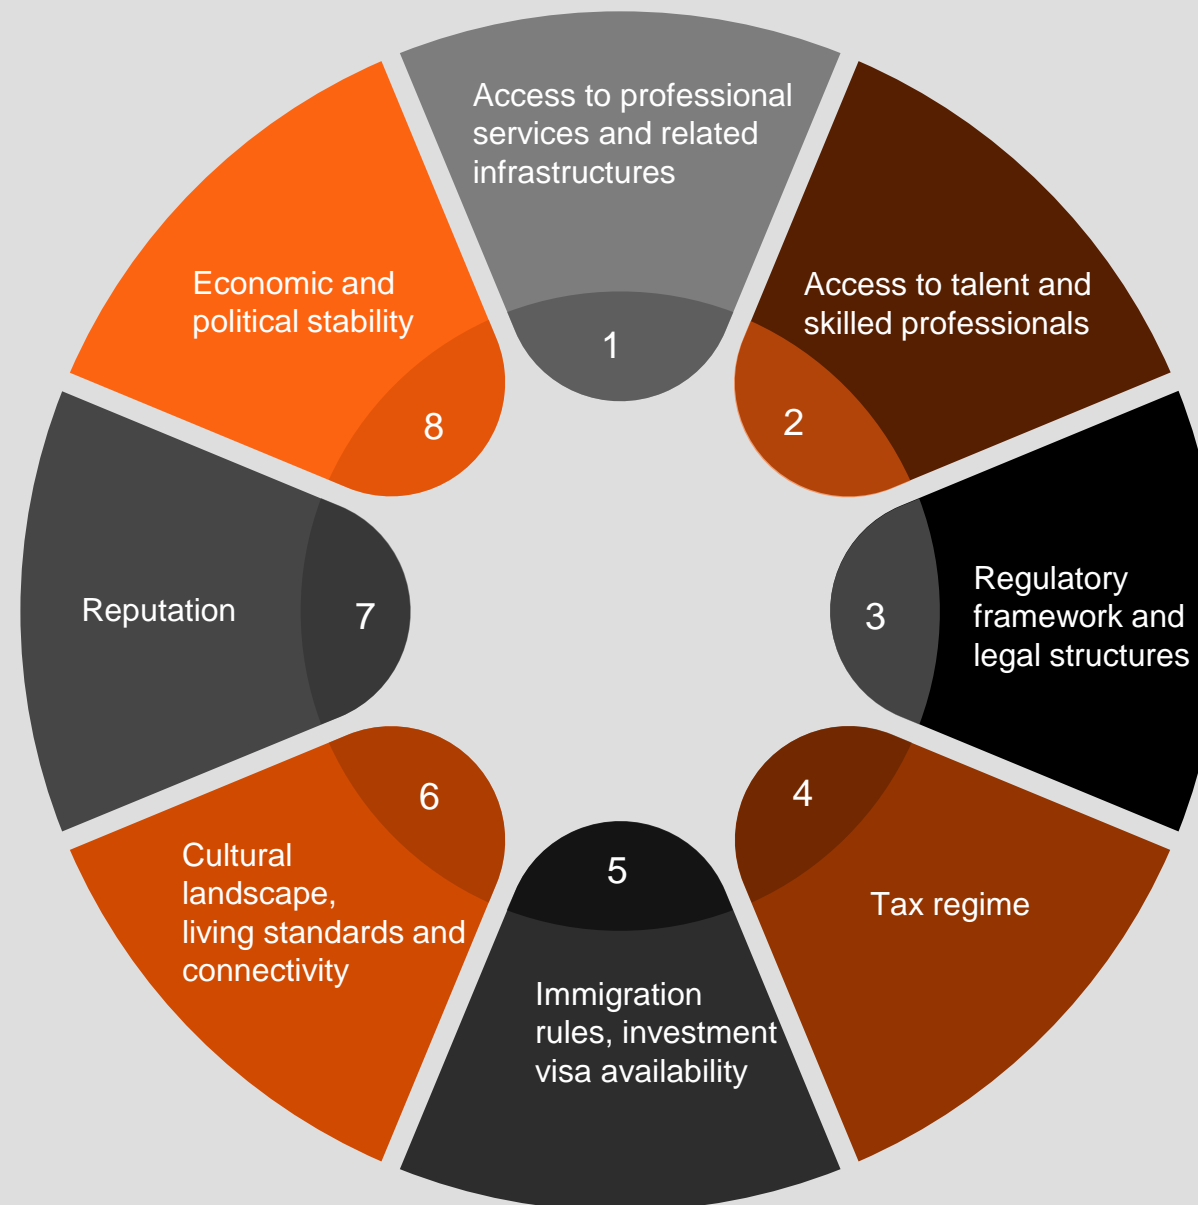 Access to professional
services and related
infrastructures
1
Access to talent and
skilled professionals
2
Regulatory
framework and
legal structures
3
Tax regime
4
Immigration
rules, investment
visa availability
5
Cultural
landscape,
living standards and
connectivity
6
Reputation
7
Economic and
political stability
8